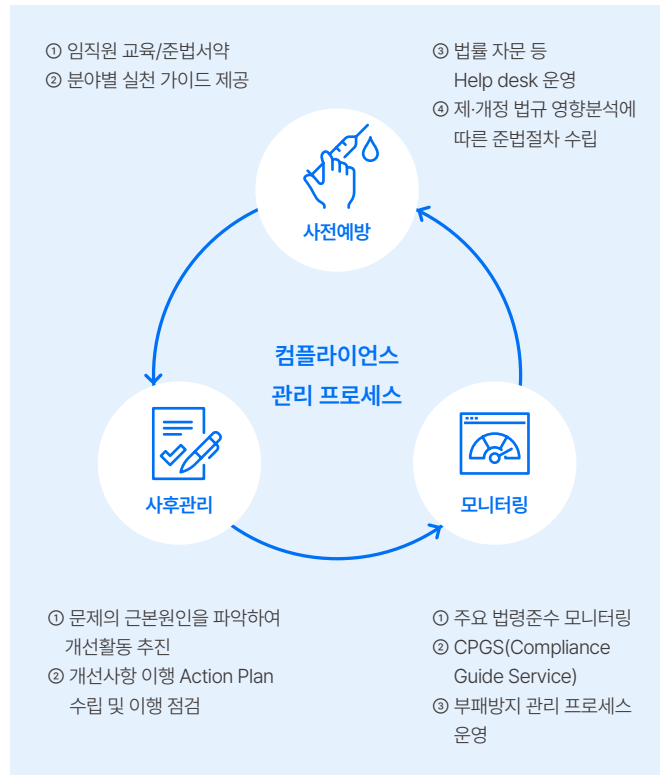 ① 임직원 교육/준법서약
② 분야별 실천 가이드 제공
③ 법률 자문 등
Help desk 운영
④ 제·개정 법규 영향분석에
따른 준법절차 수립
사전예방
컴플라이언스
관리 프로세스
사후관리
모니터링
① 문제의 근본원인을 파악하여
개선활동 추진
② 개선사항 이행 Action Plan
수립 및 이행 점검
① 주요 법령준수 모니터링
② CPGS(Compliance
Guide Service)
③ 부패방지 관리 프로세스
운영